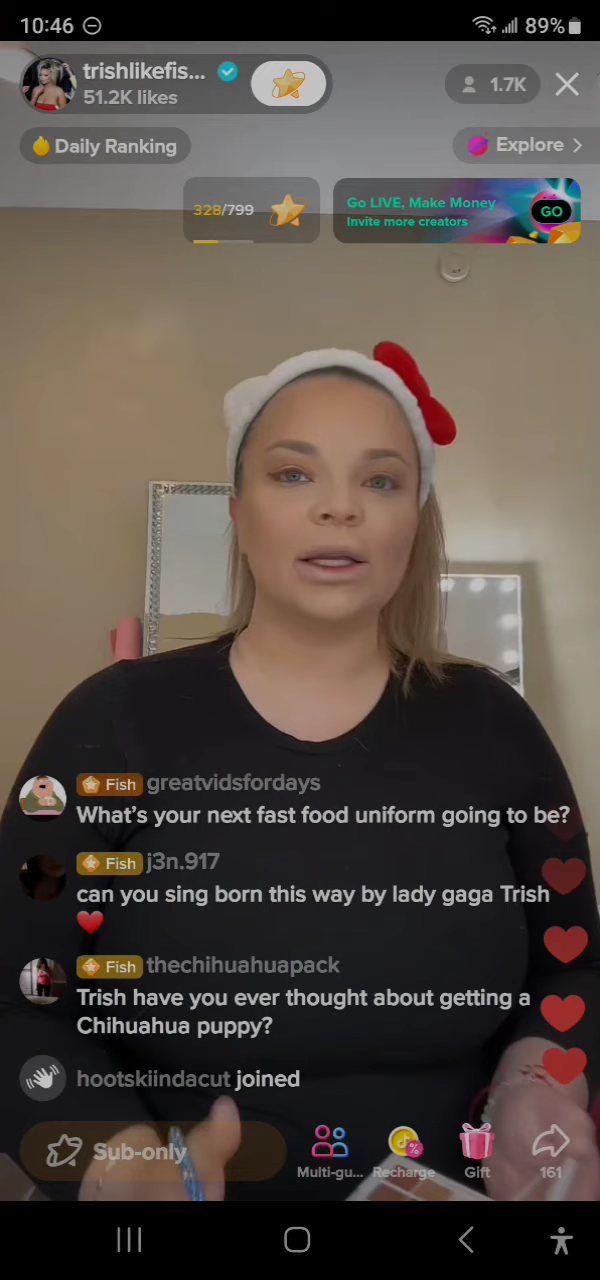 10:46
89%
trishlikefis...
51.2K likes
1.7K
Daily Ranking
Explore >
328/799
Go LIVE, Make Money
Invite more creators
GO
Fish greatvidsfordays
What's your next fast food uniform going to be?
Fish j3n.917
can you sing born this way by lady gaga Trish
❤️
Fish thechihuahuapack
Trish have you ever thought about getting a
Chihuahua puppy?
hootskiindacut joined
Sub-only
Multi-gu...
Recharge
Gift
161